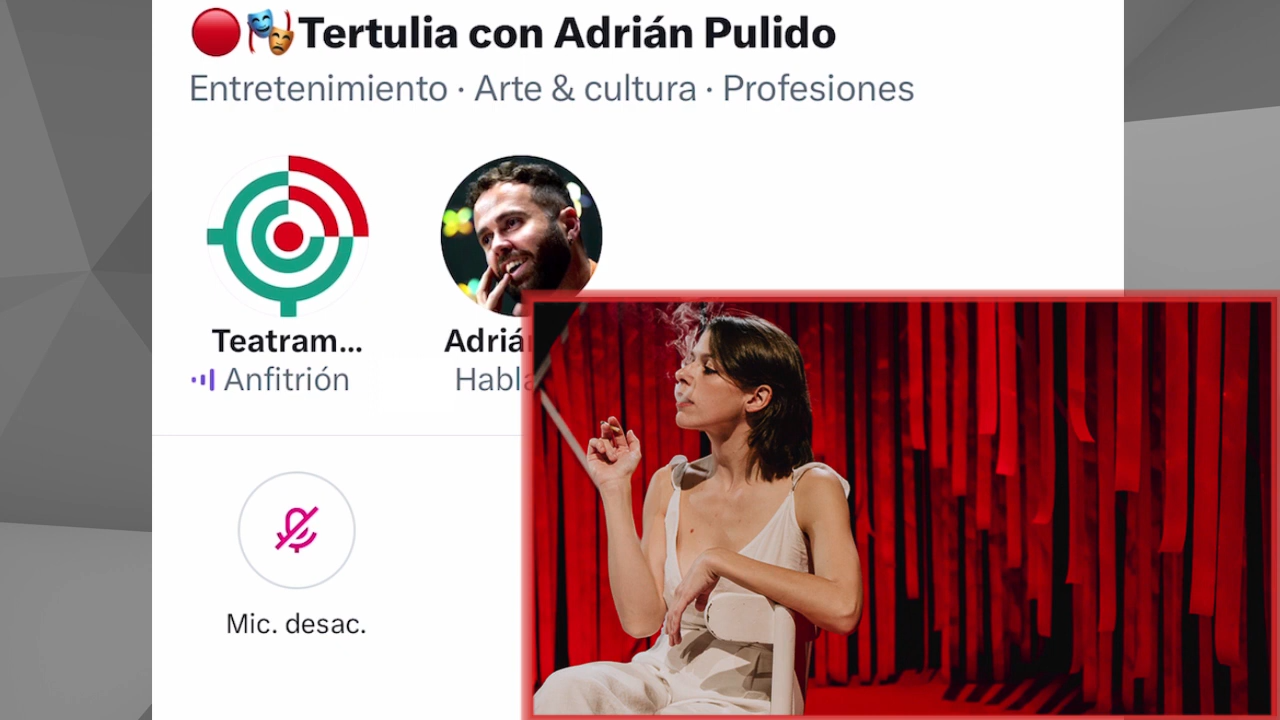 Tertulia con Adrián Pulido
Entretenimiento · Arte & cultura · Profesiones
Teatram...
Anfitrión
Mic. desac.